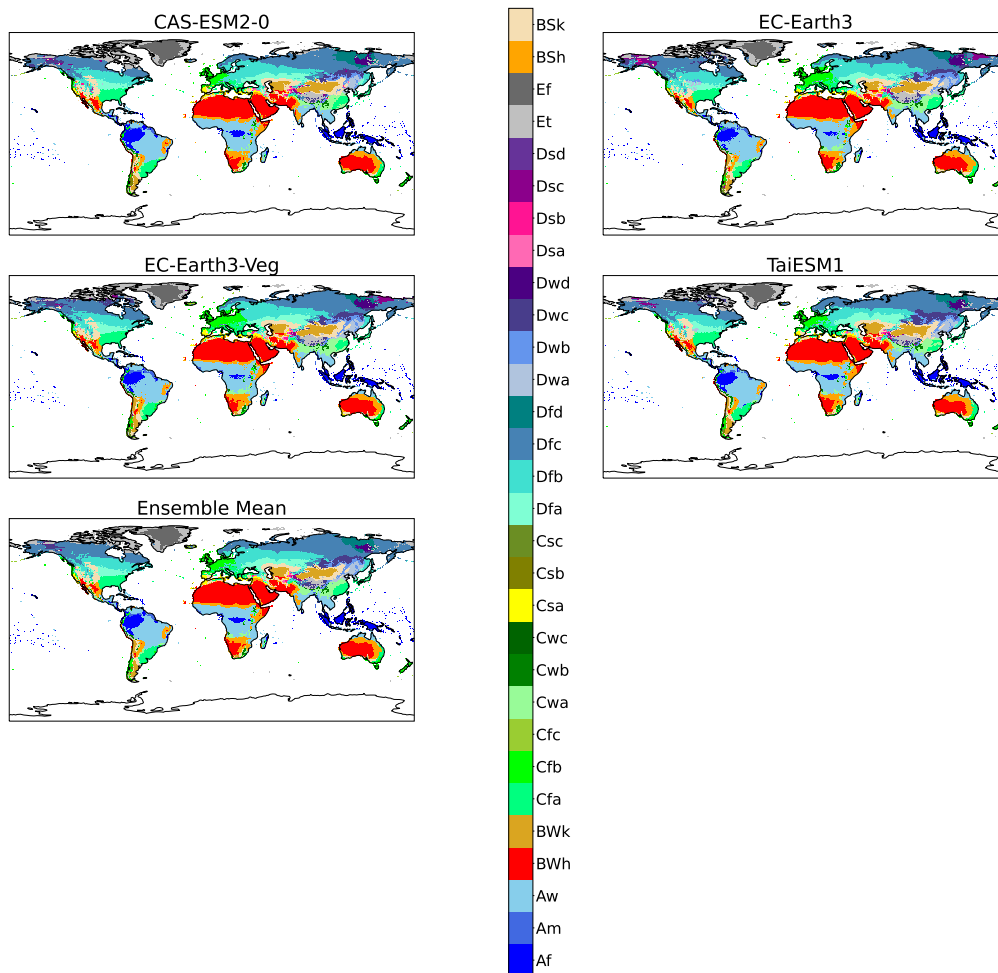 CAS-ESM2-0
EC-Earth3
EC-Earth3-Veg
TaiESM1
Ensemble Mean
BSk
BSh
Ef
Et
Dsd
Dsc
Dsb
Dsa
Dwd
Dwc
Dwb
Dwa
Dfd
Dfc
Dfb
Dfa
Csc
Csb
Csa
Cwc
Cwb
Cwa
Cfc
Cfb
Cfa
BWk
BWh
Aw
Am
Af